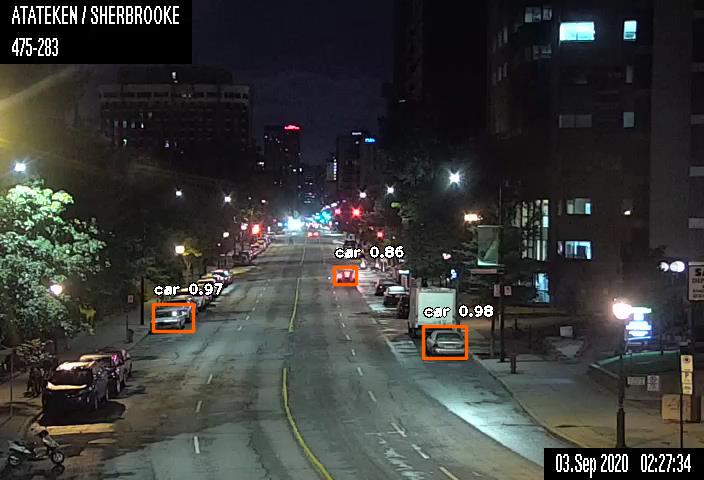 ATATEKEN / SHERBROOKE
475-283
car 0.86
car 0.97
car 0.98
03.Sep 2020 02:27:34